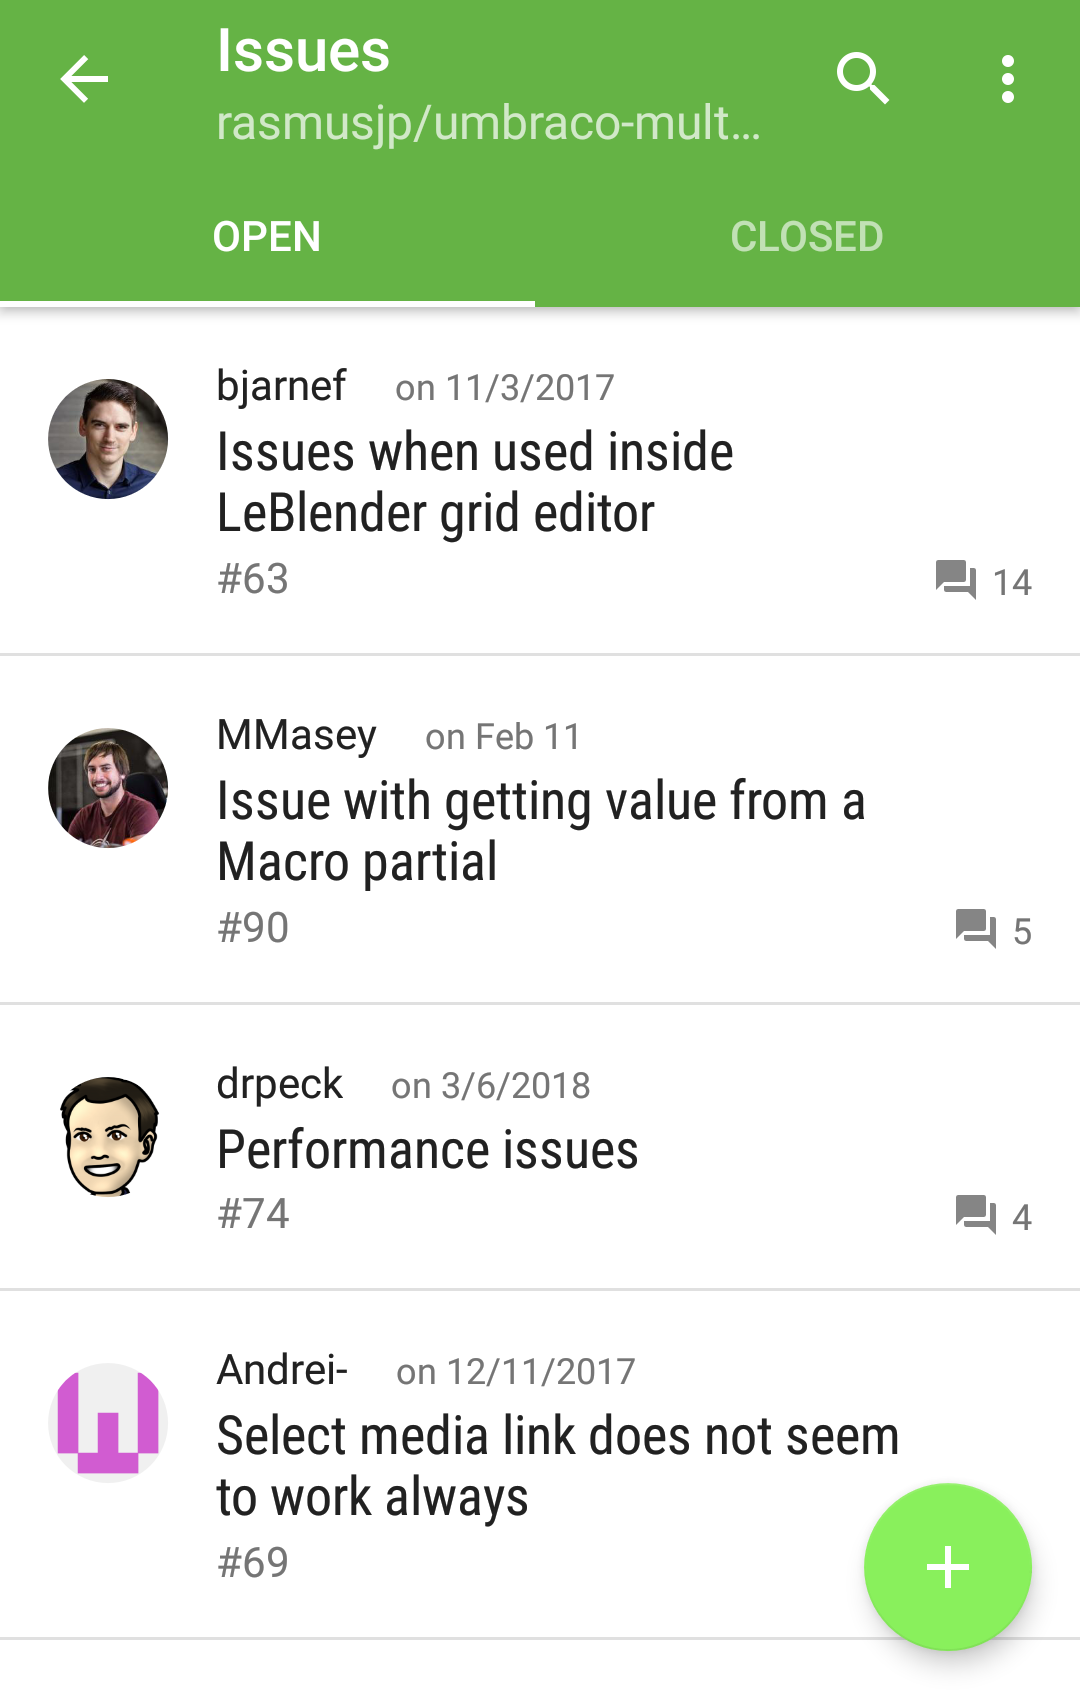 Issues
rasmusjp/umbraco-mult...
OPEN CLOSED
bjarnef on 11/3/2017
Issues when used inside
LeBlender grid editor
#63 14
MMasey on Feb 11
Issue with getting value from a
Macro partial
#90 5
drpeck on 3/6/2018
Performance issues
#74 4
Andrei- on 12/11/2017
Select media link does not seem
to work always
#69